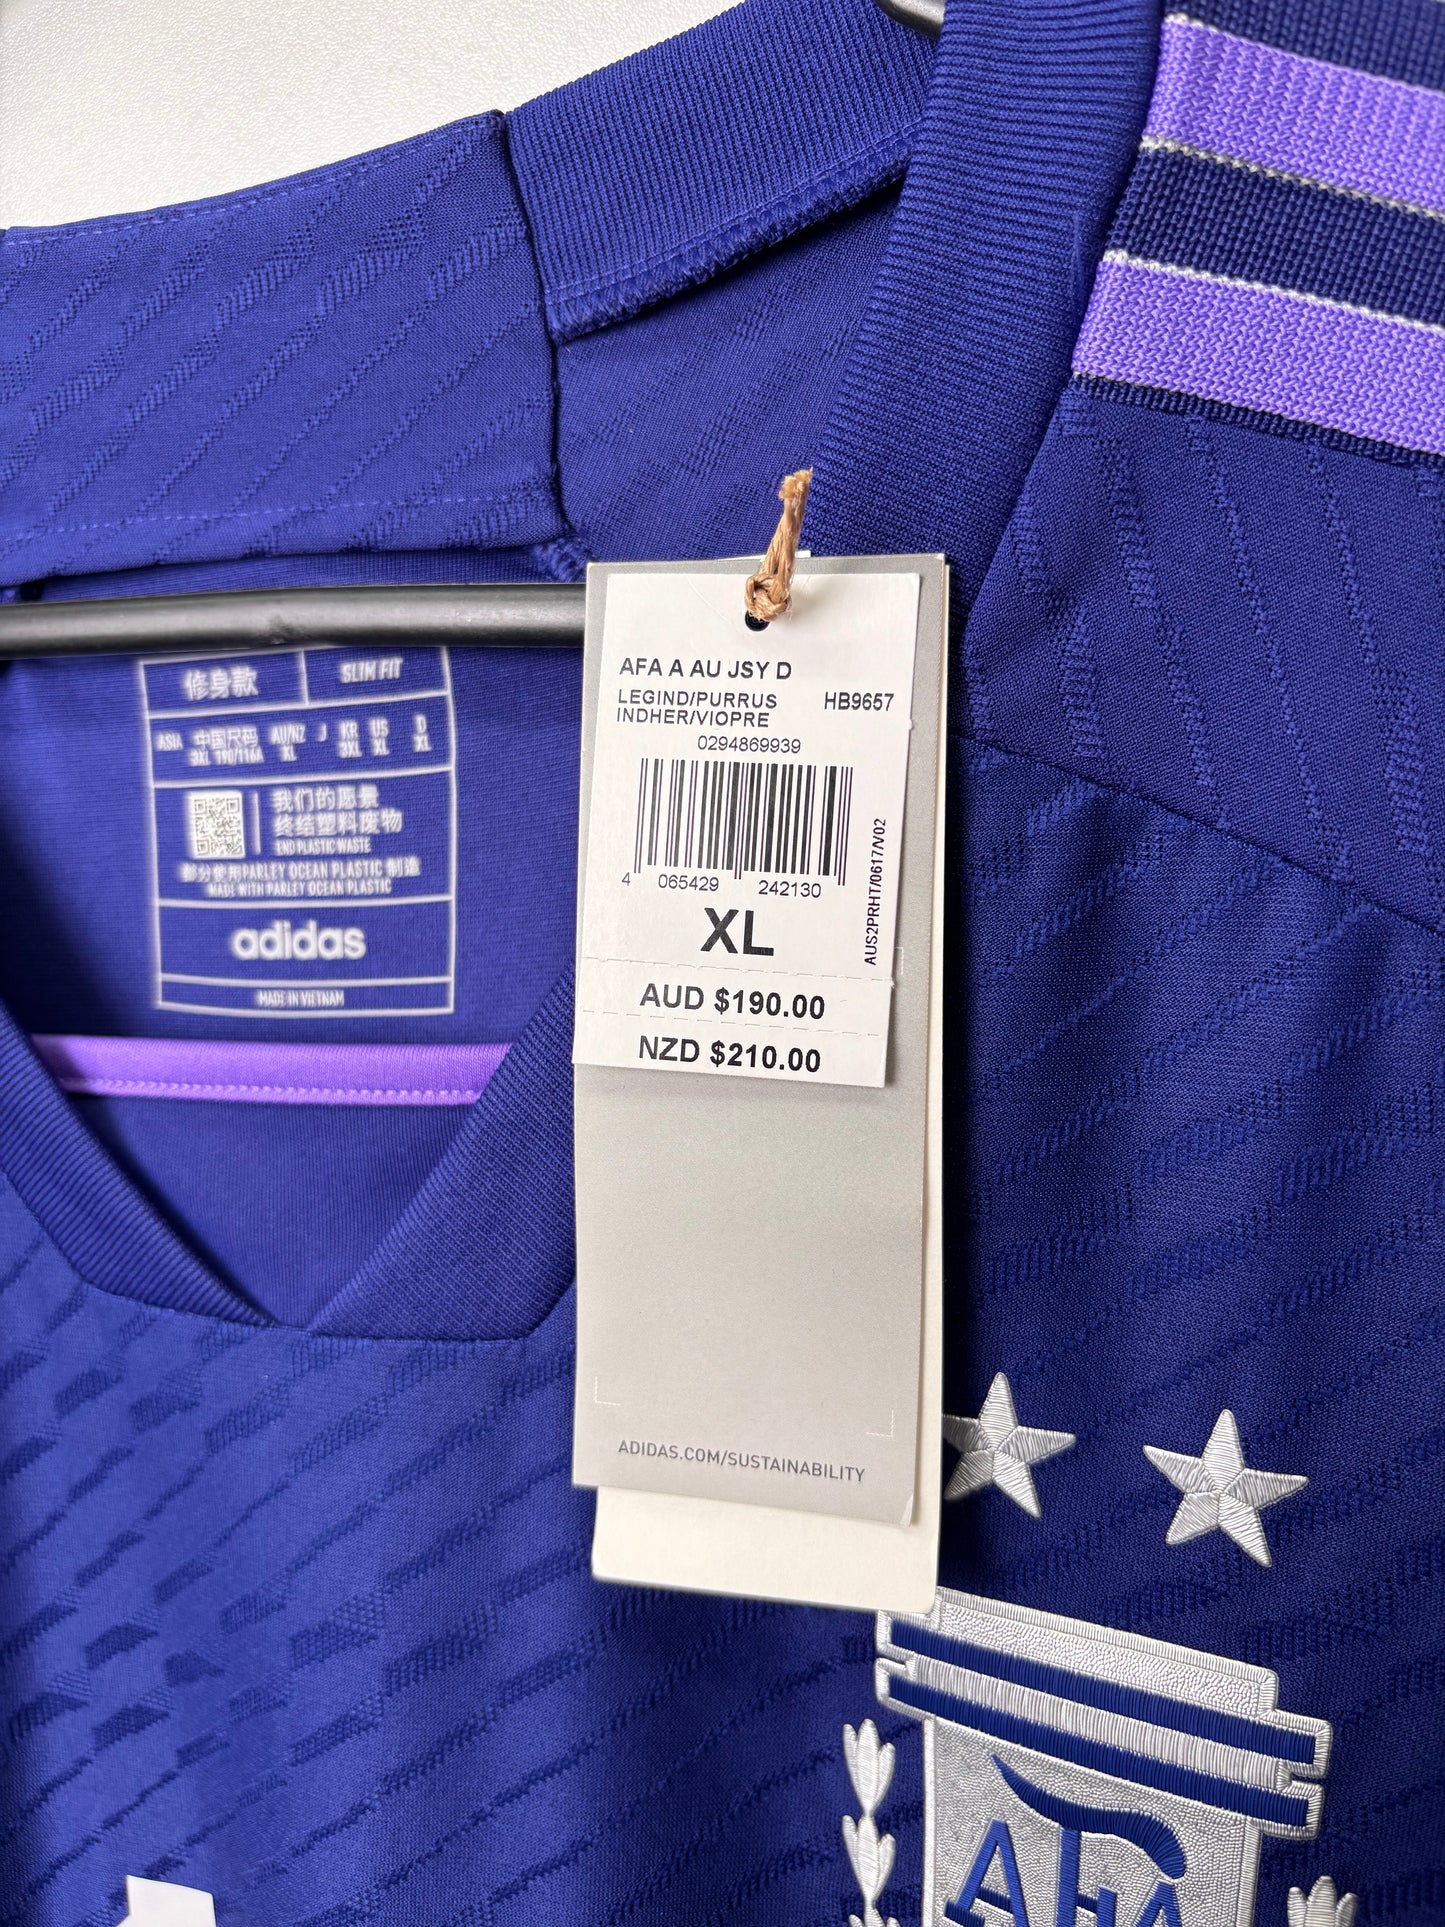 修身款 SLIM FIT
ASIA 中国尺码 AU/NZ J KR US D
3XL 190/116A XL 3XL XL XL
我们的愿景
终结塑料废物
END PLASTIC WASTE
部分使用PARLEY OCEAN PLASTIC 制造
MADE WITH PARLEY OCEAN PLASTIC
adidas
MADE IN VIETNAM
AFA A AU JSY D
LEGIND/PURRUS HB9657
INDHER/VIOPRE
0294869939
4 065429 242130
AUS2PRHT/0617/V/02
XL
AUD $190.00
NZD $210.00
ADIDAS.COM/SUSTAINABILITY
AFA